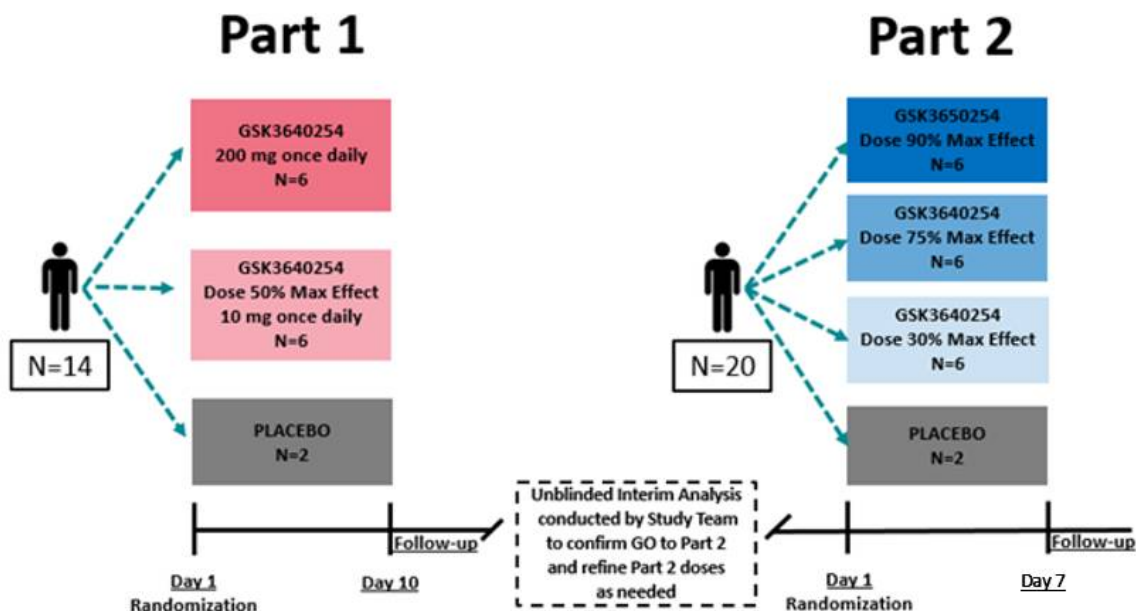 Part 1
GSK3640254
200 mg once daily
N=6
GSK3640254
Dose 50% Max Effect
10 mg once daily
N=6
N=14
PLACEBO
N=2
Follow-up
Day 1
Randomization
Day 10
Unblinded Interim Analysis
conducted by Study Team
to confirm GO to Part 2
and refine Part 2 doses
as needed
Part 2
GSK3650254
Dose 90% Max Effect
N=6
GSK3640254
Dose 75% Max Effect
N=6
GSK3640254
Dose 30% Max Effect
N=6
N=20
PLACEBO
N=2
Follow-up
Day 1
Randomization
Day 7